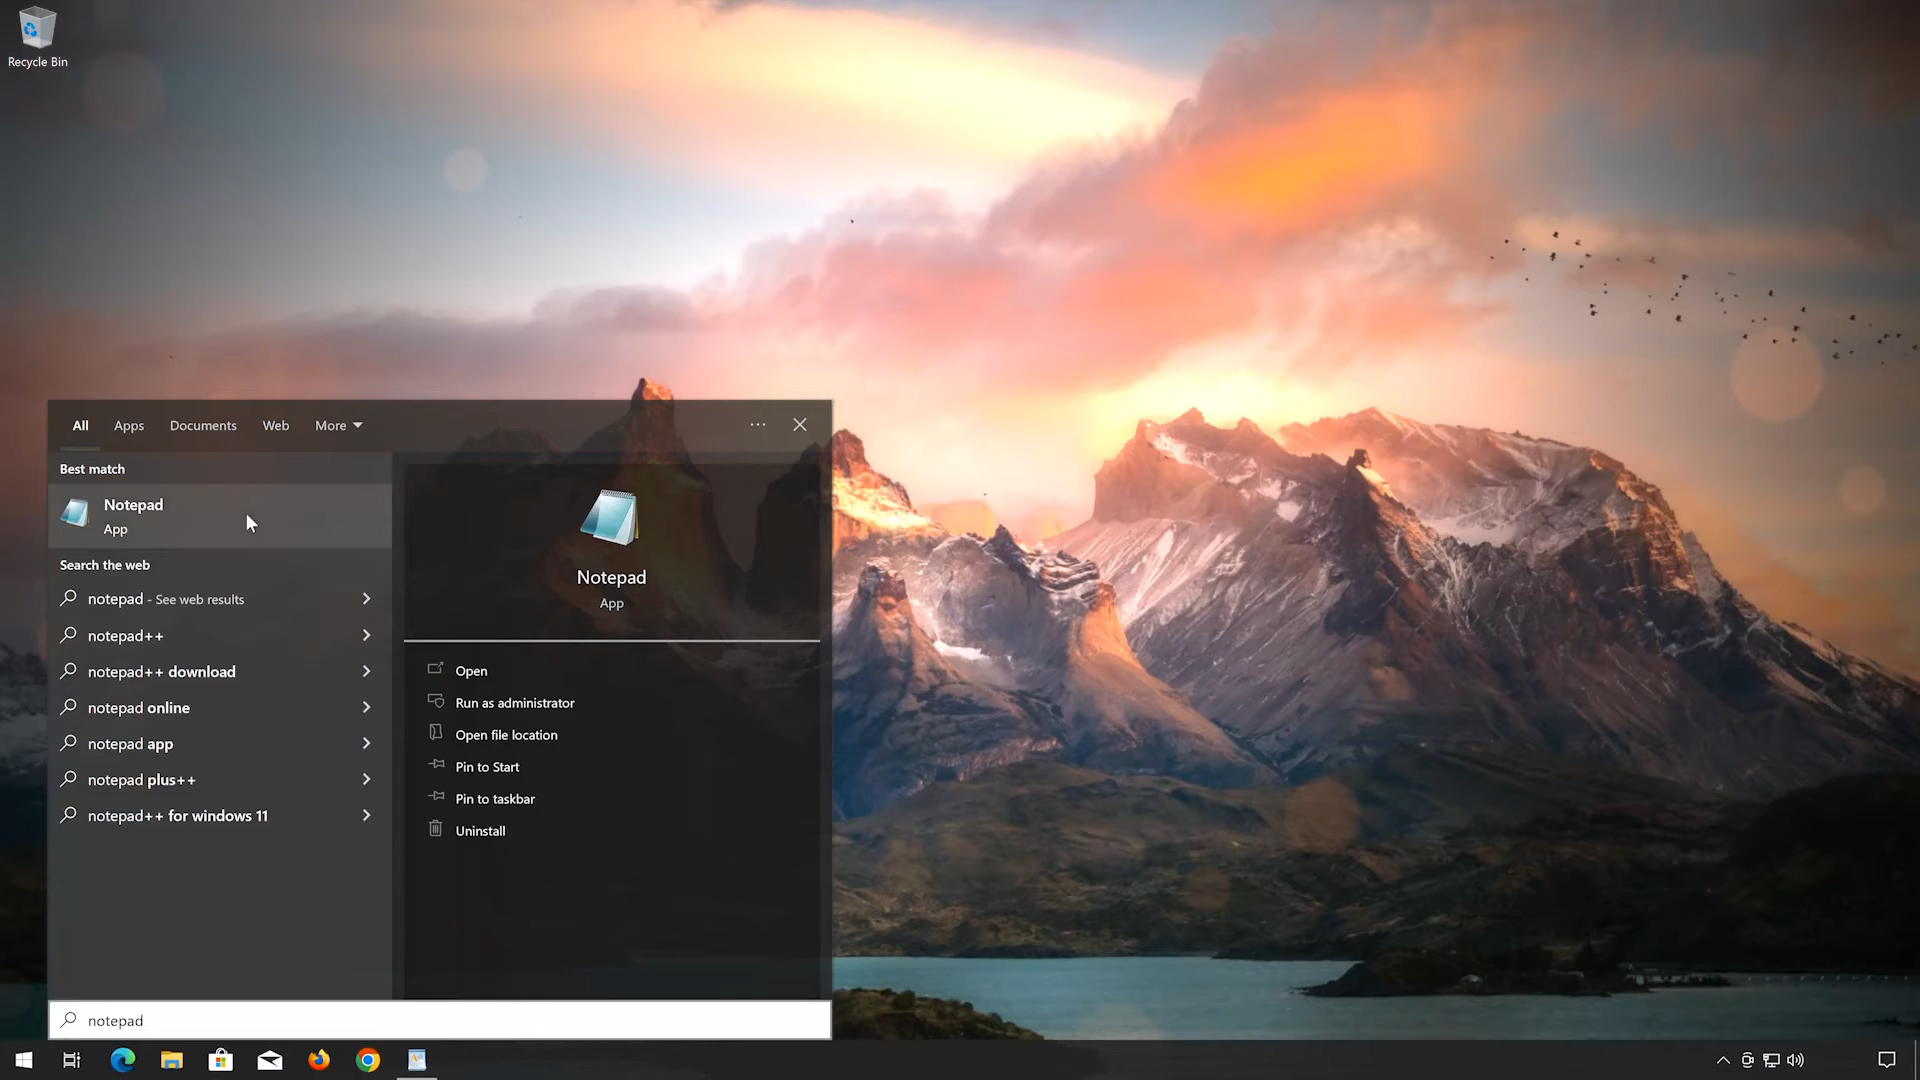 Recycle Bin
All Apps Documents Web More
Best match
Notepad
App
Search the web
notepad - See web results
notepad++
notepad++ download
notepad online
notepad app
notepad plus++
notepad++ for windows 11
Notepad
App
Open
Run as administrator
Open file location
Pin to Start
Pin to taskbar
Uninstall
notepad